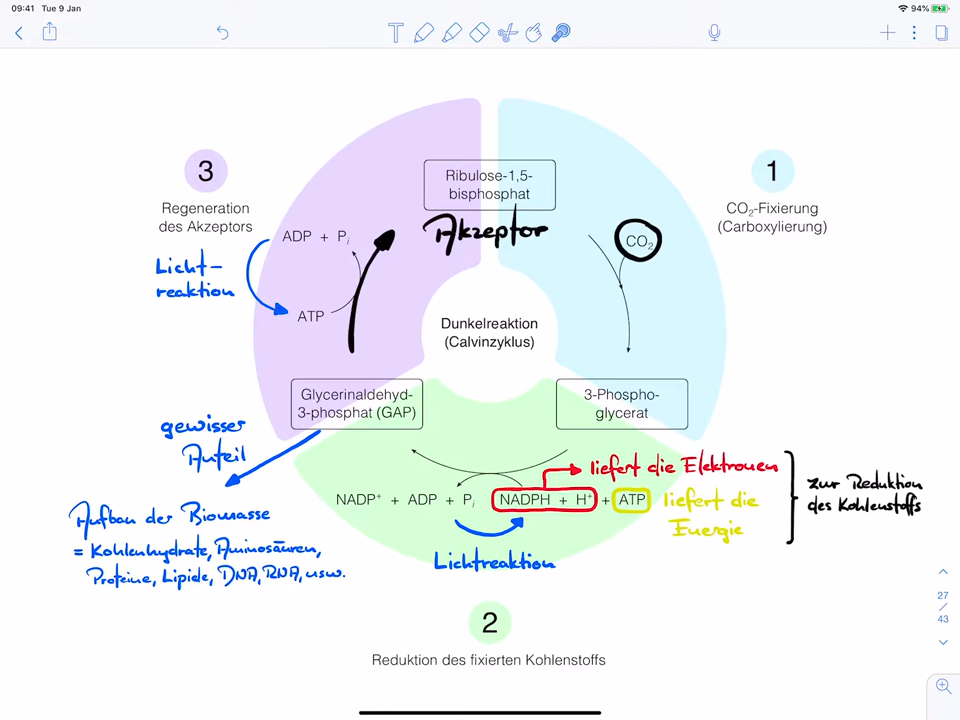 09:41 Tue 9 Jan
94%
3
Regeneration
des Akzeptors
1
CO₂-Fixierung
(Carboxylierung)
Ribulose-1,5-
bisphosphat
Akzeptor
ADP + Pᵢ
CO₂
Licht-
reaktion
ATP
Dunkelreaktion
(Calvinzyklus)
Glycerinaldehyd-
3-phosphat (GAP)
3-Phospho-
glycerat
gewisser
Anteil
liefert die Elektronen
NADP⁺ + ADP + Pᵢ NADPH + H⁺ + ATP
liefert die
Energie
zur Reduktion
des Kohlenstoffs
Lichtreaktion
Aufbau der Biomasse
= Kohlenhydrate, Aminosäuren,
Proteine, Lipide, DNA, RNA, usw.
2
Reduktion des fixierten Kohlenstoffs
27
/
43